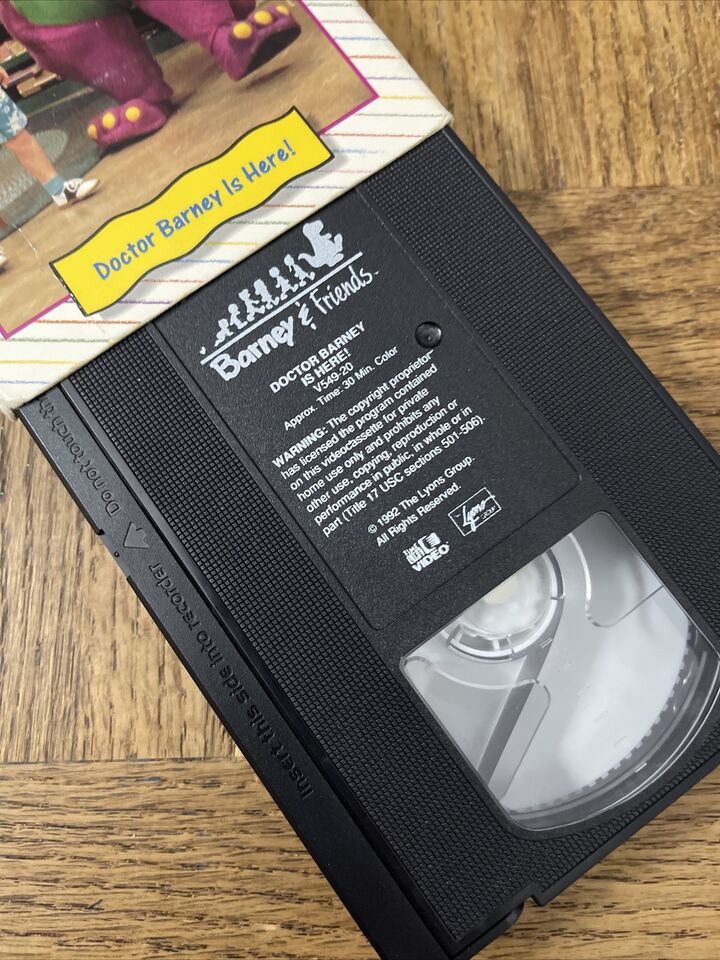 Doctor Barney Is Here!
Barney & Friends™
DOCTOR BARNEY
IS HERE!
V549-20
Approx. Time: 30 Min. Color
WARNING: The copyright proprietor
has licensed the program contained
on this videocassette for private
home use only and prohibits any
other use, copying, reproduction or
performance in public, in whole or in
part (Title 17 USC sections 501-506).
© 1992 The Lyons Group.
All Rights Reserved.
VIDEO
Lyons
Do not touch th
Insert this side into recorder